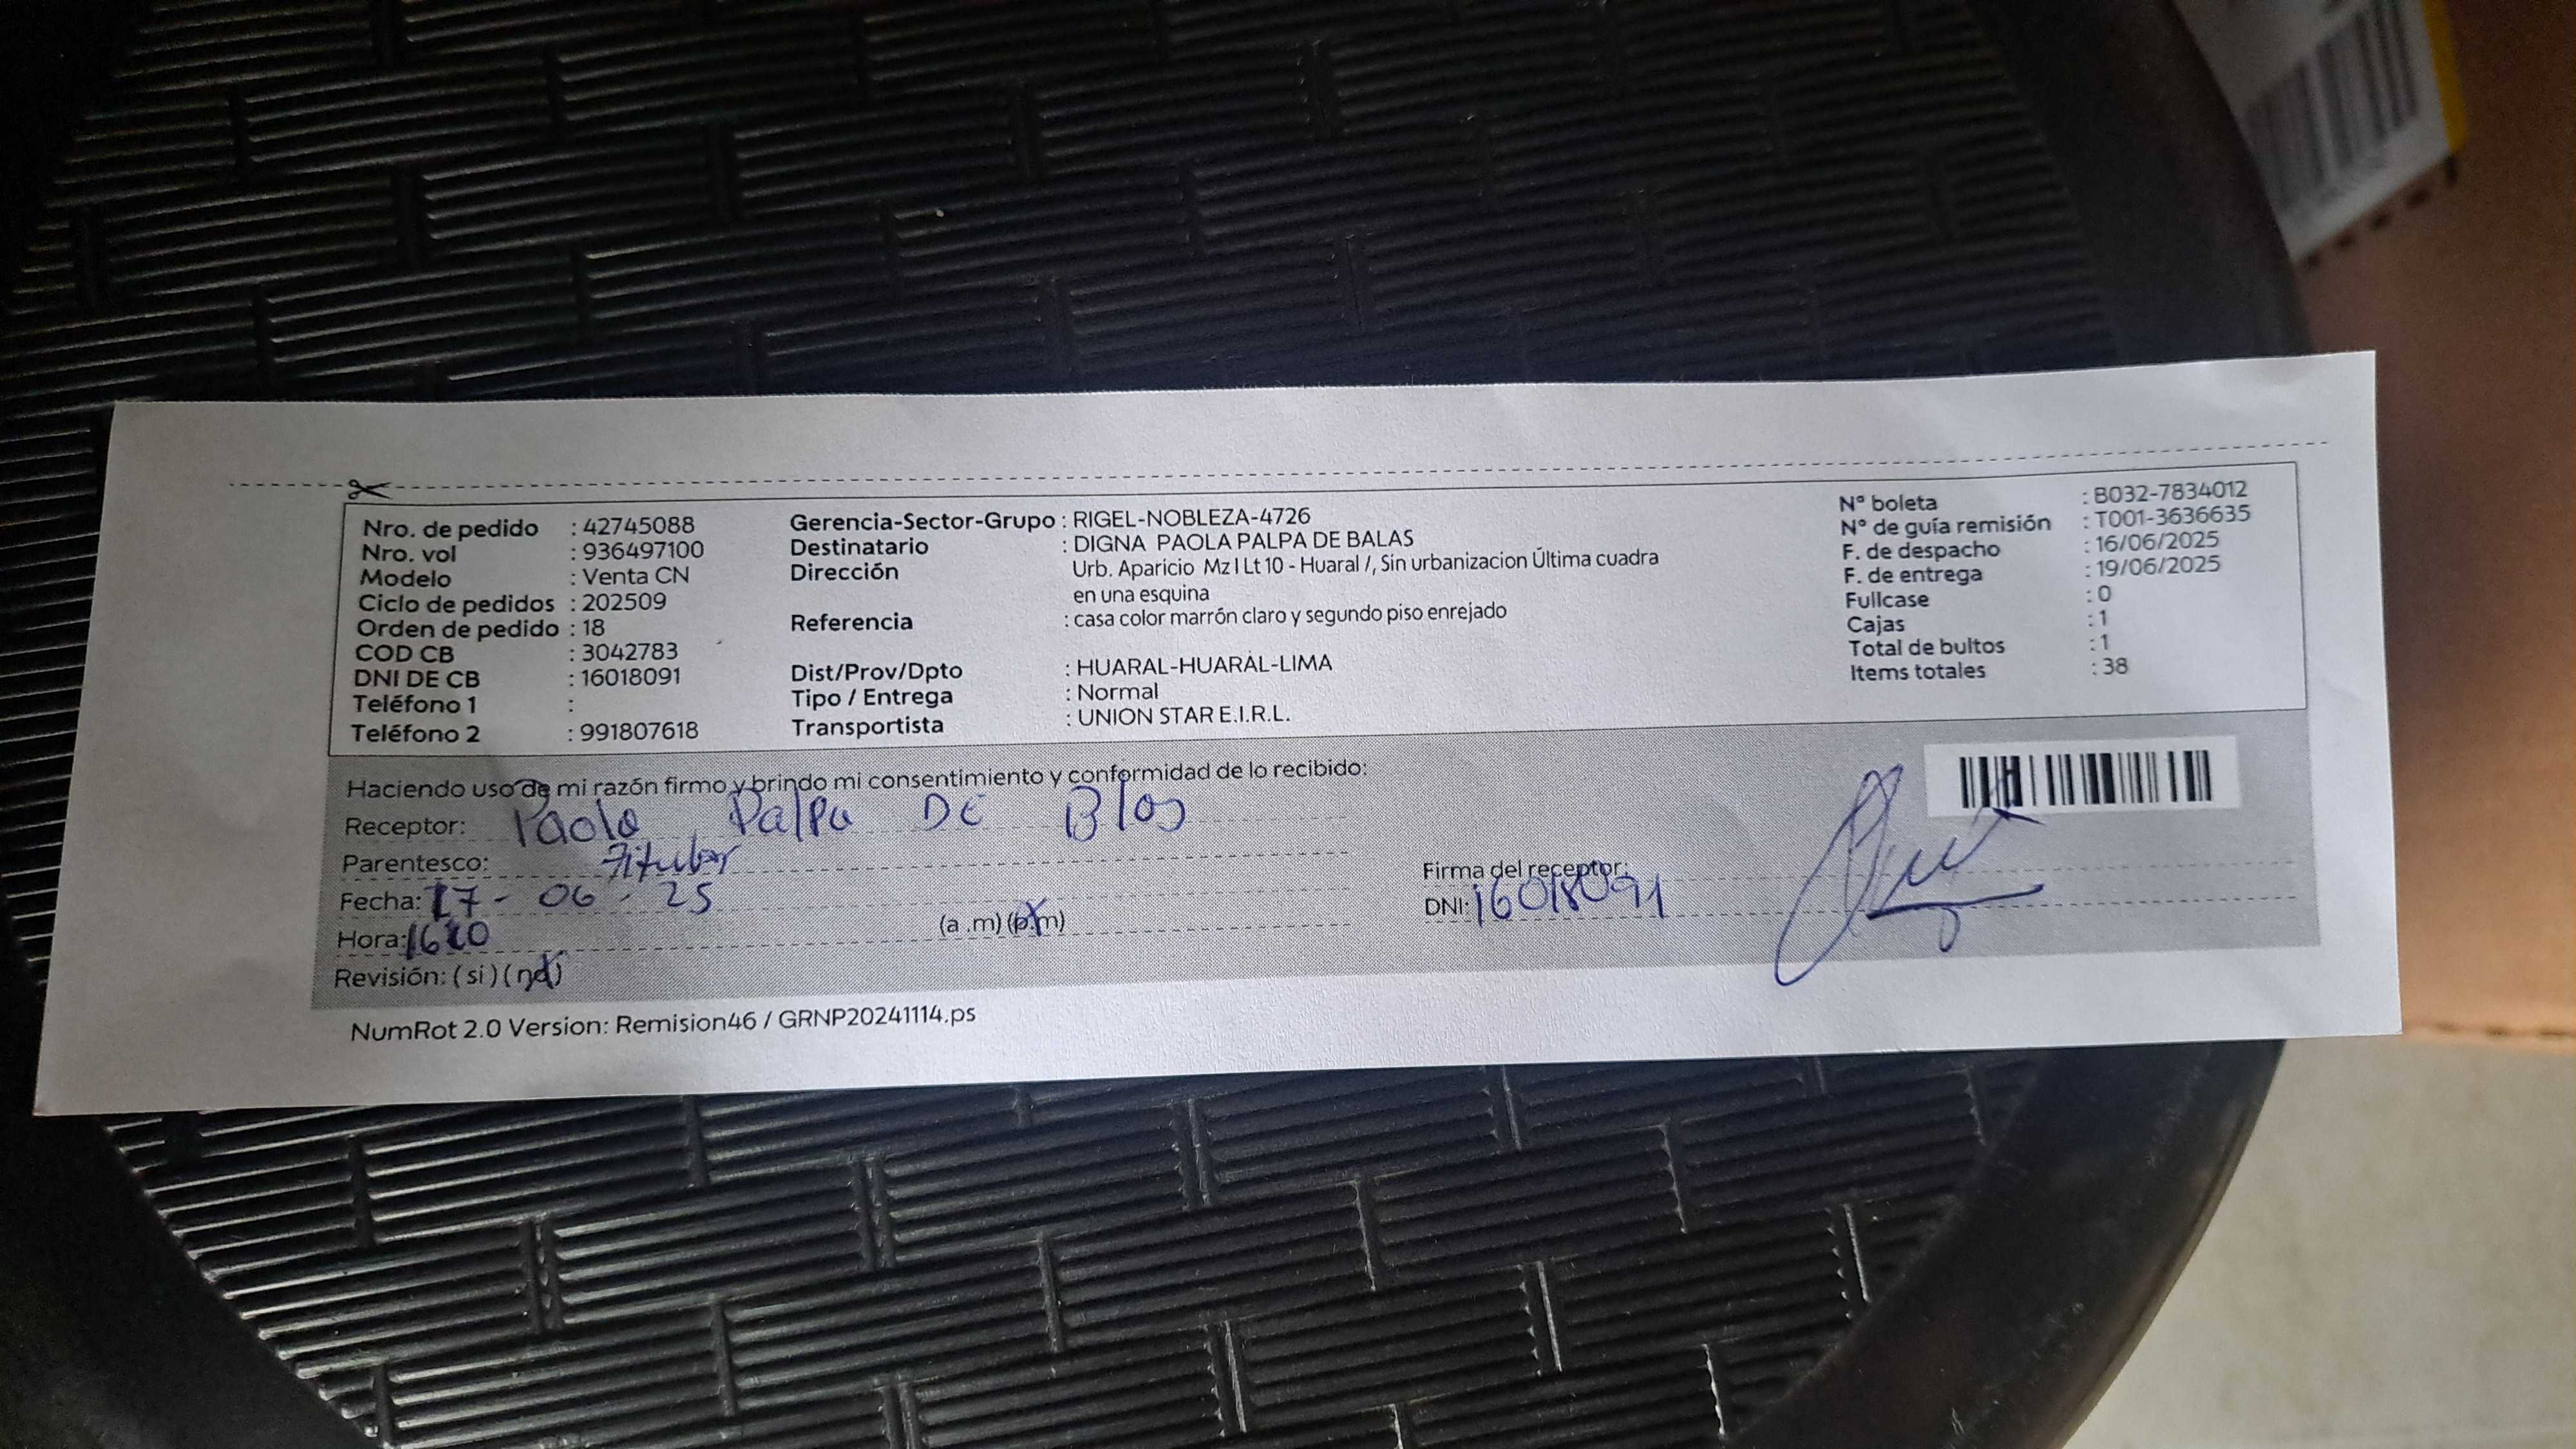 Nro. de pedido : 42745088
Nro. vol : 936497100
Modelo : Venta CN
Ciclo de pedidos : 202509
Orden de pedido : 18
COD CB : 3042783
DNI DE CB : 16018091
Teléfono 1 :
Teléfono 2 : 991807618
Gerencia-Sector-Grupo : RIGEL-NOBLEZA-4726
Destinatario : DIGNA PAOLA PALPA DE BALAS
Dirección Urb. Aparicio Mz I Lt 10 - Huaral /, Sin urbanizacion Última cuadra
en una esquina
Referencia : casa color marrón claro y segundo piso enrejado
Dist/Prov/Dpto : HUARAL-HUARAL-LIMA
Tipo / Entrega : Normal
Transportista : UNION STAR E.I.R.L.
N° boleta : B032-7834012
N° de guía remisión : T001-3636635
F. de despacho : 16/06/2025
F. de entrega : 19/06/2025
Fullcase : 0
Cajas : 1
Total de bultos : 1
Items totales : 38
Haciendo uso de mi razón firmo y brindo mi consentimiento y conformidad de lo recibido:
Receptor: Paola Palpa DE Blas
Parentesco: Titular
Fecha: 17 - 06 - 25
Hora: (a .m) (p.m)
Revisión: (si) (no)
Firma del receptor:
DNI: 16018091
NumRot 2.0 Version: Remision46 / GRNP20241114.ps